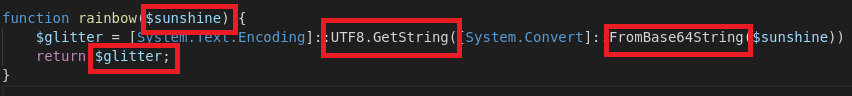 function rainbow($sunshine) {
$glitter = [System.Text.Encoding]::UTF8.GetString([System.Convert]::FromBase64String($sunshine))
return $glitter;
}